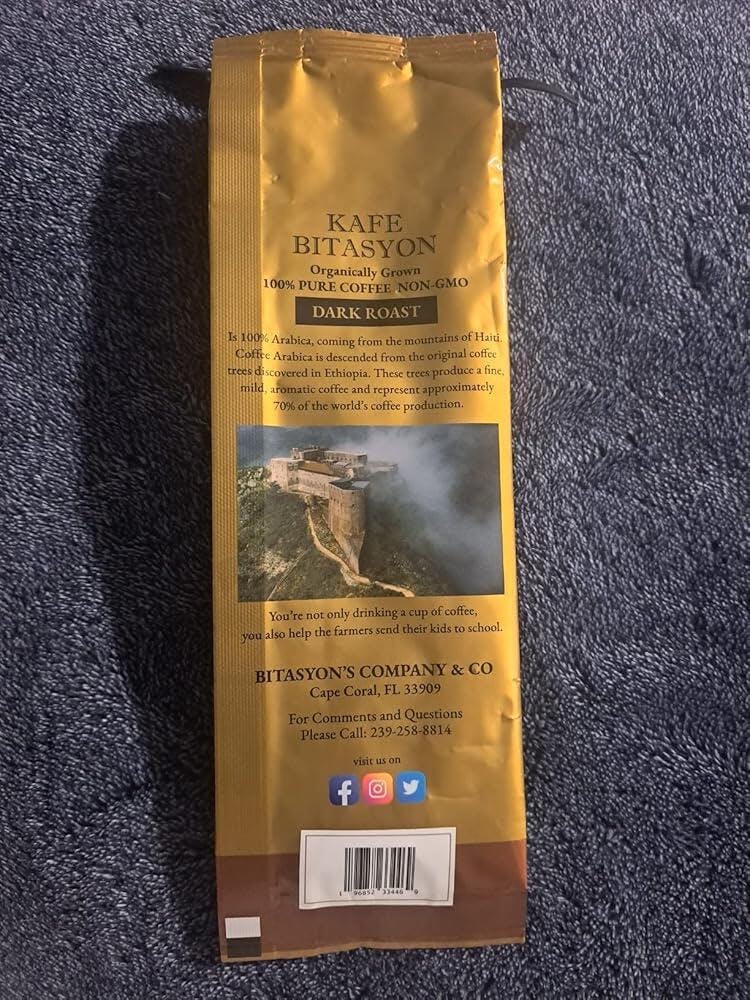 KAFE
BITASYON
Organically Grown
100% PURE COFFEE NON-GMO
DARK ROAST
Is 100% Arabica, coming from the mountains of Haiti.
Coffee Arabica is descended from the original coffee
trees discovered in Ethiopia. These trees produce a fine,
mild, aromatic coffee and represent approximately
70% of the world's coffee production.
You're not only drinking a cup of coffee,
you also help the farmers send their kids to school.
BITASYON'S COMPANY & CO
Cape Coral, FL 33909
For Comments and Questions
Please Call: 239-258-8814
visit us on
1 96852 33446 9